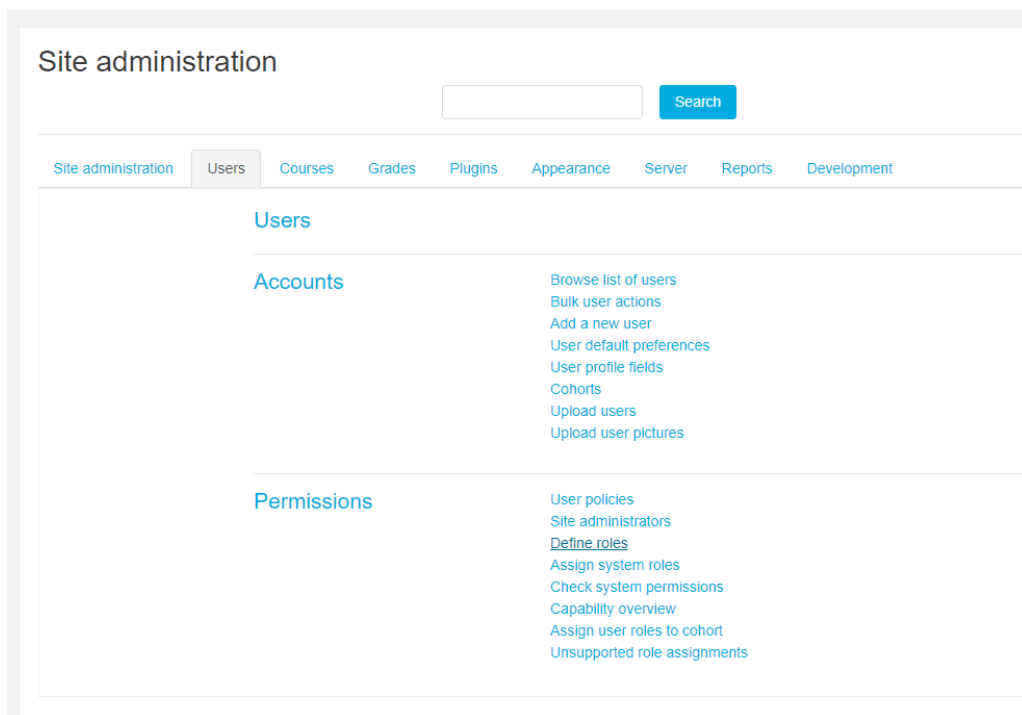 Site administration
Search
Site administration Users Courses Grades Plugins Appearance Server Reports Development
Users
Accounts
Browse list of users
Bulk user actions
Add a new user
User default preferences
User profile fields
Cohorts
Upload users
Upload user pictures
Permissions
User policies
Site administrators
Define roles
Assign system roles
Check system permissions
Capability overview
Assign user roles to cohort
Unsupported role assignments